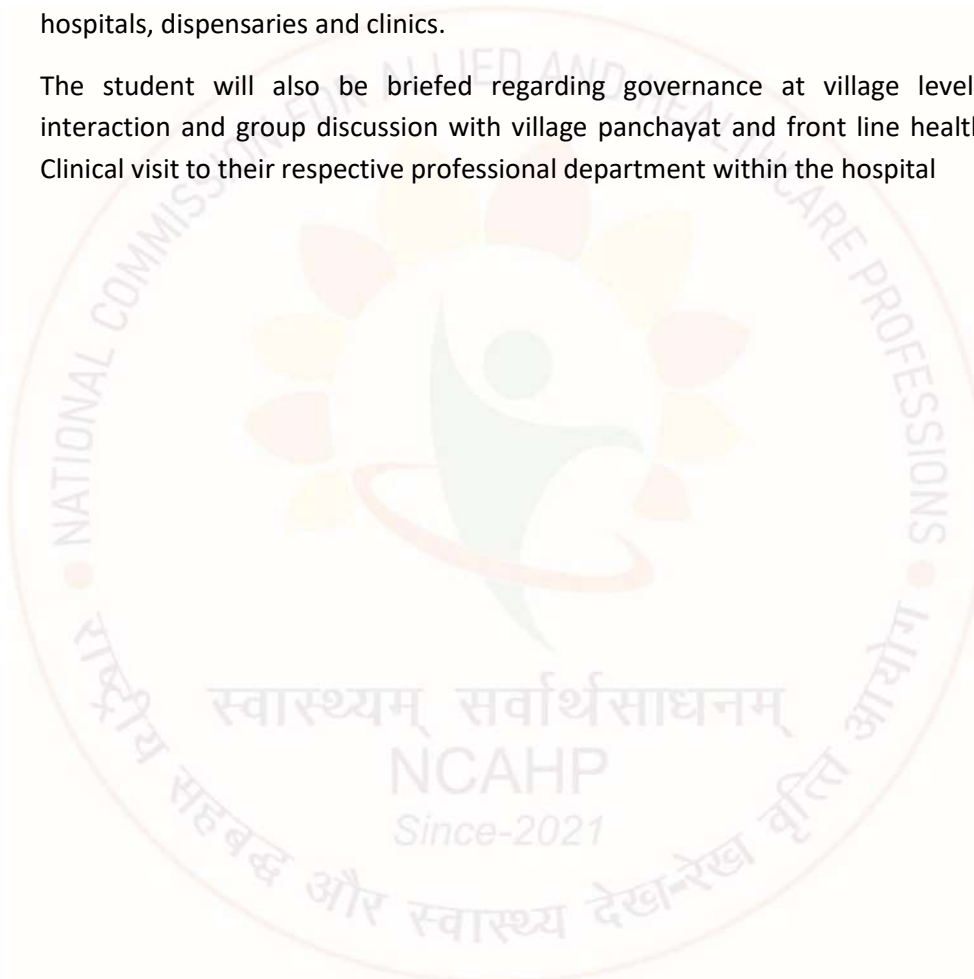 hospitals, dispensaries and clinics.
The student will also be briefed regarding governance at village level
interaction and group discussion with village panchayat and front line health
Clinical visit to their respective professional department within the hospital
NATIONAL COMMISSION FOR ALLIED AND HEALTHCARE PROFESSIONS
स्वास्थ्यम् सर्वार्थसाधनम्
NCAHP
Since-2021
राष्ट्रीय सहबद्ध और स्वास्थ्य देख-रेख वृत्ति आयोग